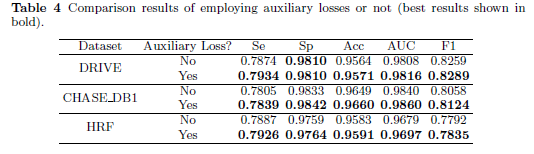 Table 4 Comparison results of employing auxiliary losses or not (best results shown in
bold).
Dataset Auxiliary Loss? Se Sp Acc AUC F1
DRIVE
No 0.7874 0.9810 0.9564 0.9808 0.8259
Yes 0.7934 0.9810 0.9571 0.9816 0.8289
CHASE_DB1
No 0.7805 0.9833 0.9649 0.9840 0.8058
Yes 0.7839 0.9842 0.9660 0.9860 0.8124
HRF
No 0.7887 0.9759 0.9583 0.9679 0.7792
Yes 0.7926 0.9764 0.9591 0.9697 0.7835